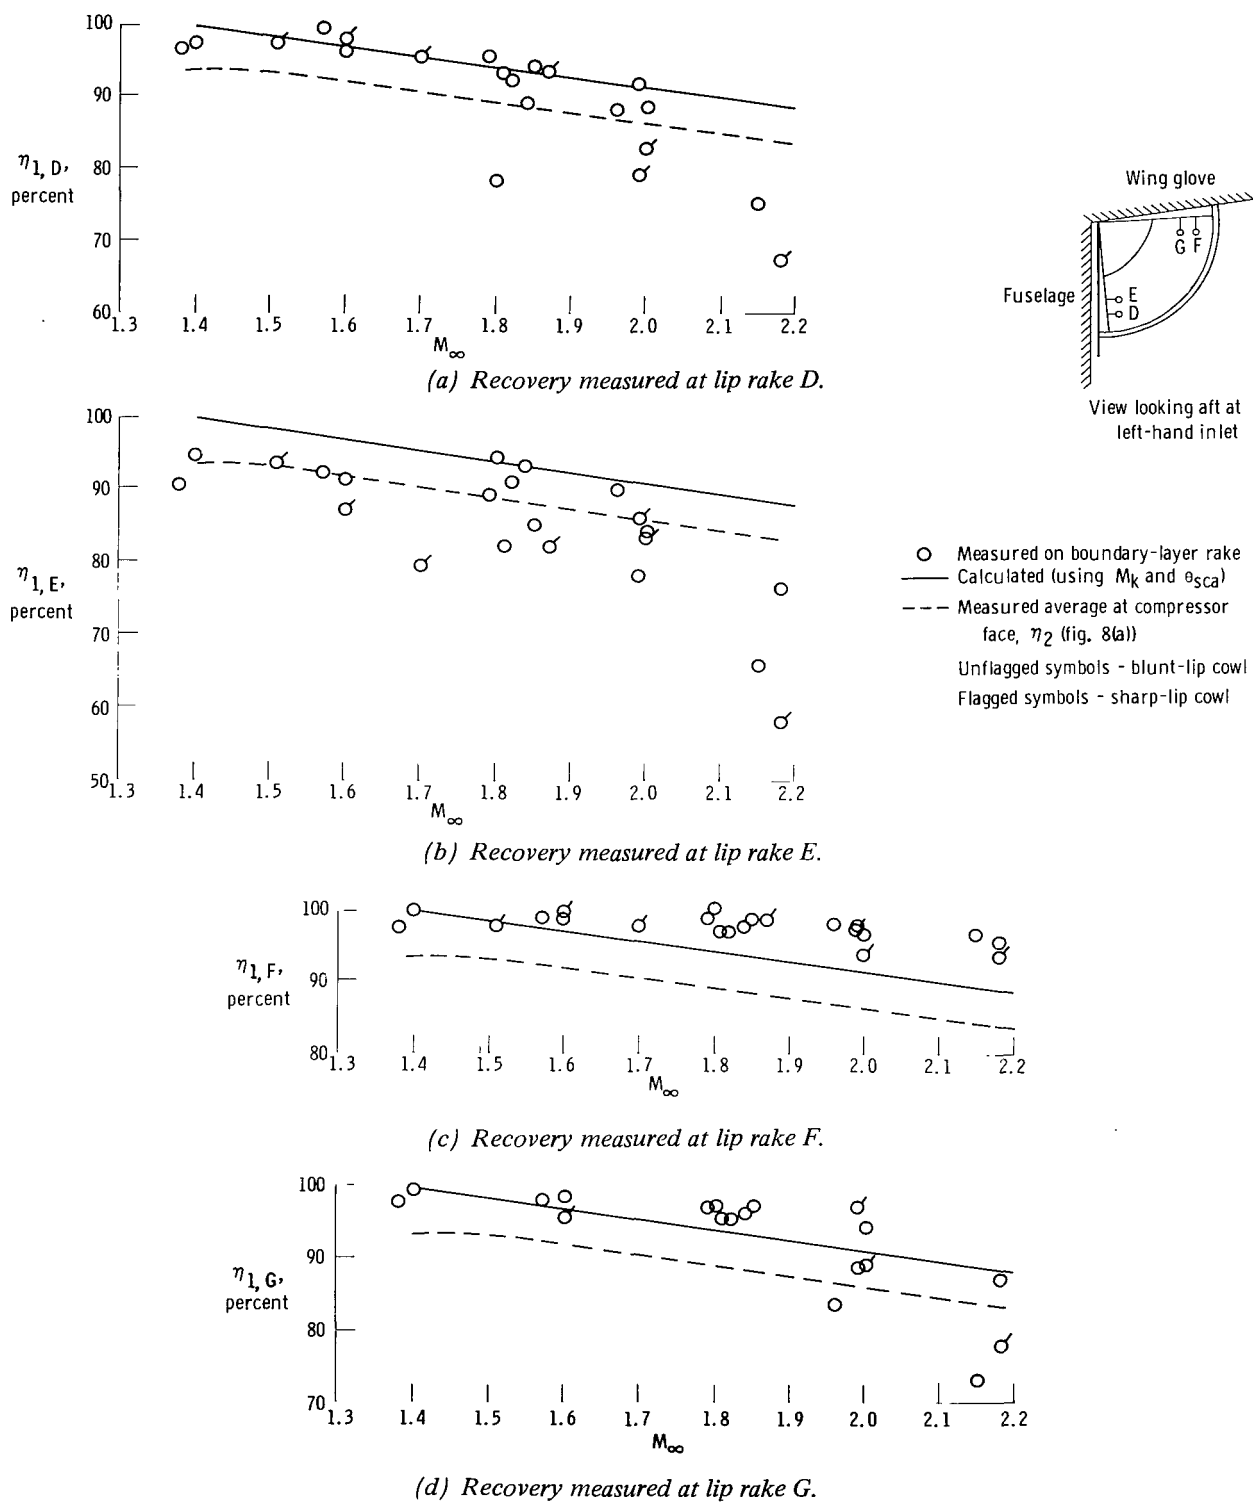 100
90
80
70
60
η1, D,
percent
1.3 1.4 1.5 1.6 1.7 1.8 1.9 2.0 2.1 2.2
M∞
(a) Recovery measured at lip rake D.
Wing glove
G F
E
D
Fuselage
View looking aft at
left-hand inlet
100
90
80
70
60
50
η1, E,
percent
1.3 1.4 1.5 1.6 1.7 1.8 1.9 2.0 2.1 2.2
M∞
(b) Recovery measured at lip rake E.
Measured on boundary-layer rake
Calculated (using Mk and θsca)
Measured average at compressor
face, η2 (fig. 8(a))
Unflagged symbols - blunt-lip cowl
Flagged symbols - sharp-lip cowl
100
90
80
η1, F,
percent
1.3 1.4 1.5 1.6 1.7 1.8 1.9 2.0 2.1 2.2
M∞
(c) Recovery measured at lip rake F.
100
90
80
70
η1, G,
percent
1.3 1.4 1.5 1.6 1.7 1.8 1.9 2.0 2.1 2.2
M∞
(d) Recovery measured at lip rake G.